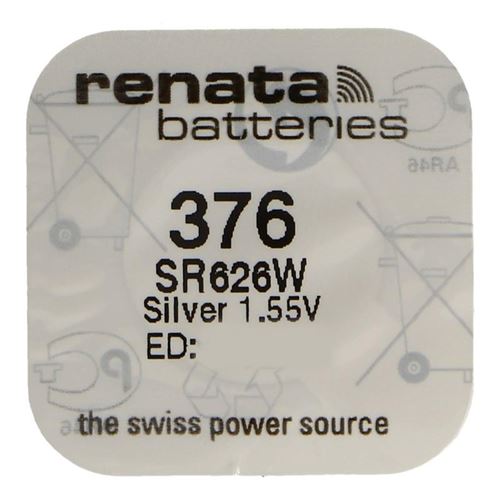 renata
batteries
376
SR626W
Silver 1.55V
ED:
the swiss power source